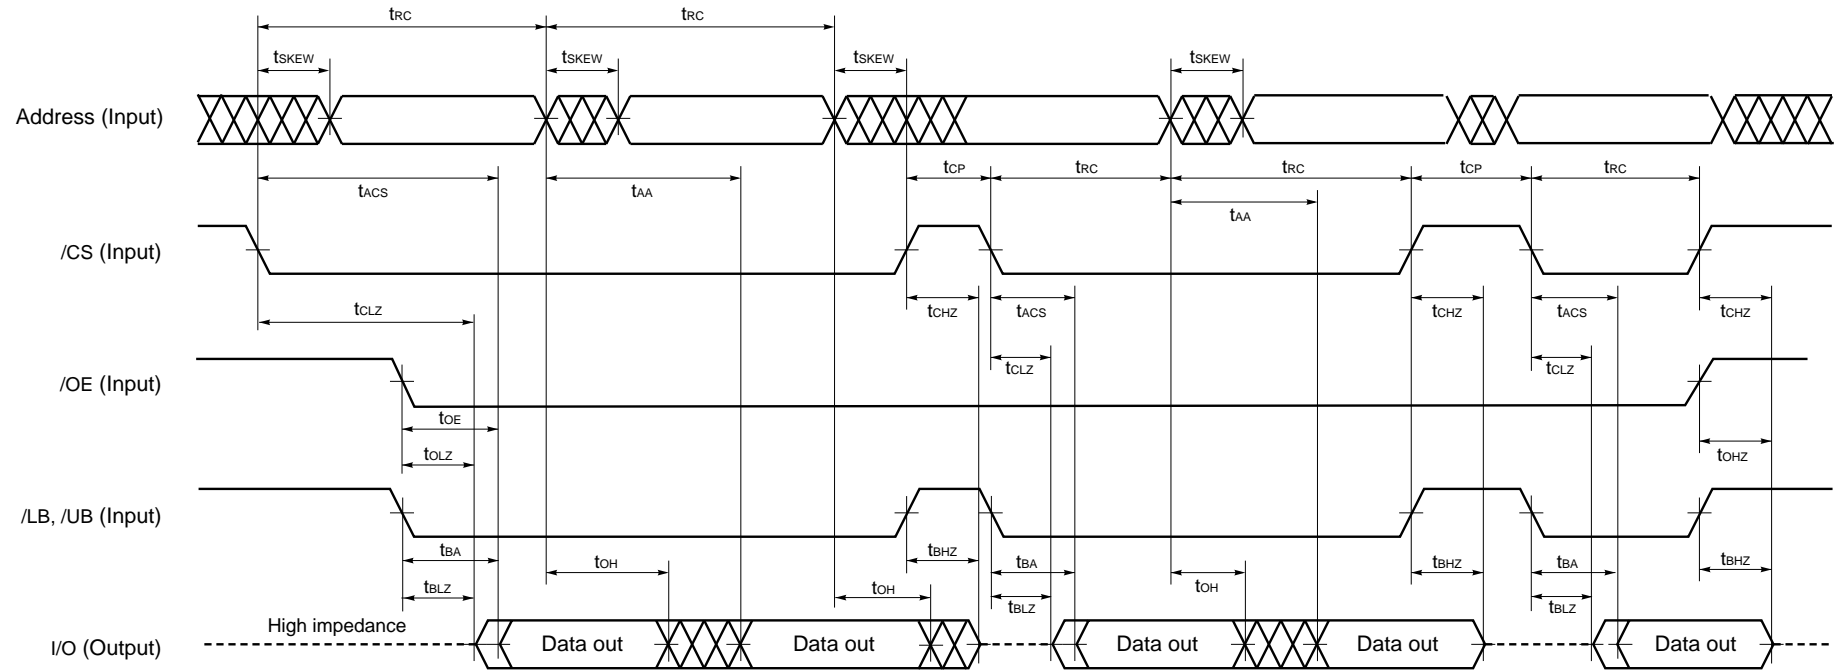 tRC tRC
tSKEW tSKEW tSKEW tSKEW
Address (Input)
tACS tAA tCP tRC tRC tCP tRC
tAA
/CS (Input)
tCLZ tCHZ tACS tCHZ tACS tCHZ
tCLZ tCLZ
/OE (Input)
tOE
tOLZ tOHZ
/LB, /UB (Input)
tBA tOH tBHZ tBA tOH tBHZ tBA tBHZ
tBLZ tOH tBLZ tBLZ
High impedance
I/O (Output) Data out Data out Data out Data out Data out